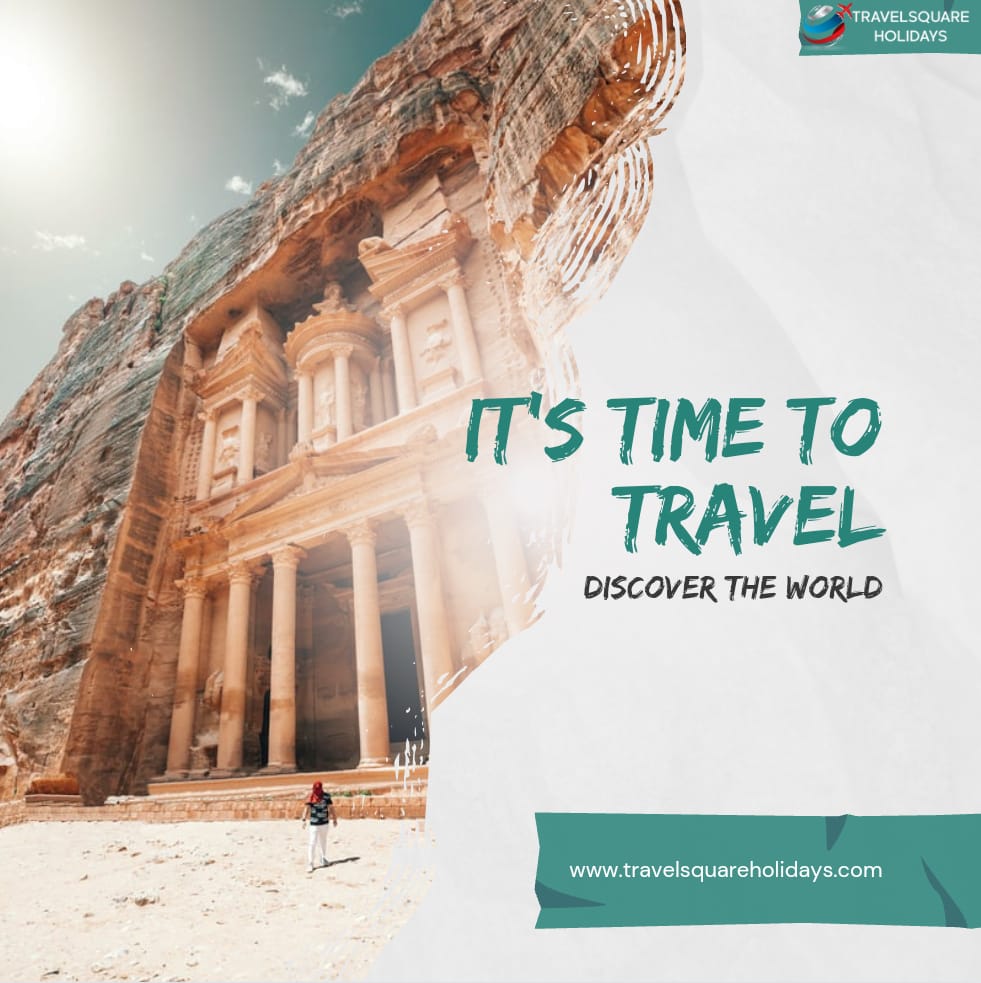 TRAVELSQUARE
HOLIDAYS
IT'S TIME TO
TRAVEL
DISCOVER THE WORLD
www.travelsquareholidays.com